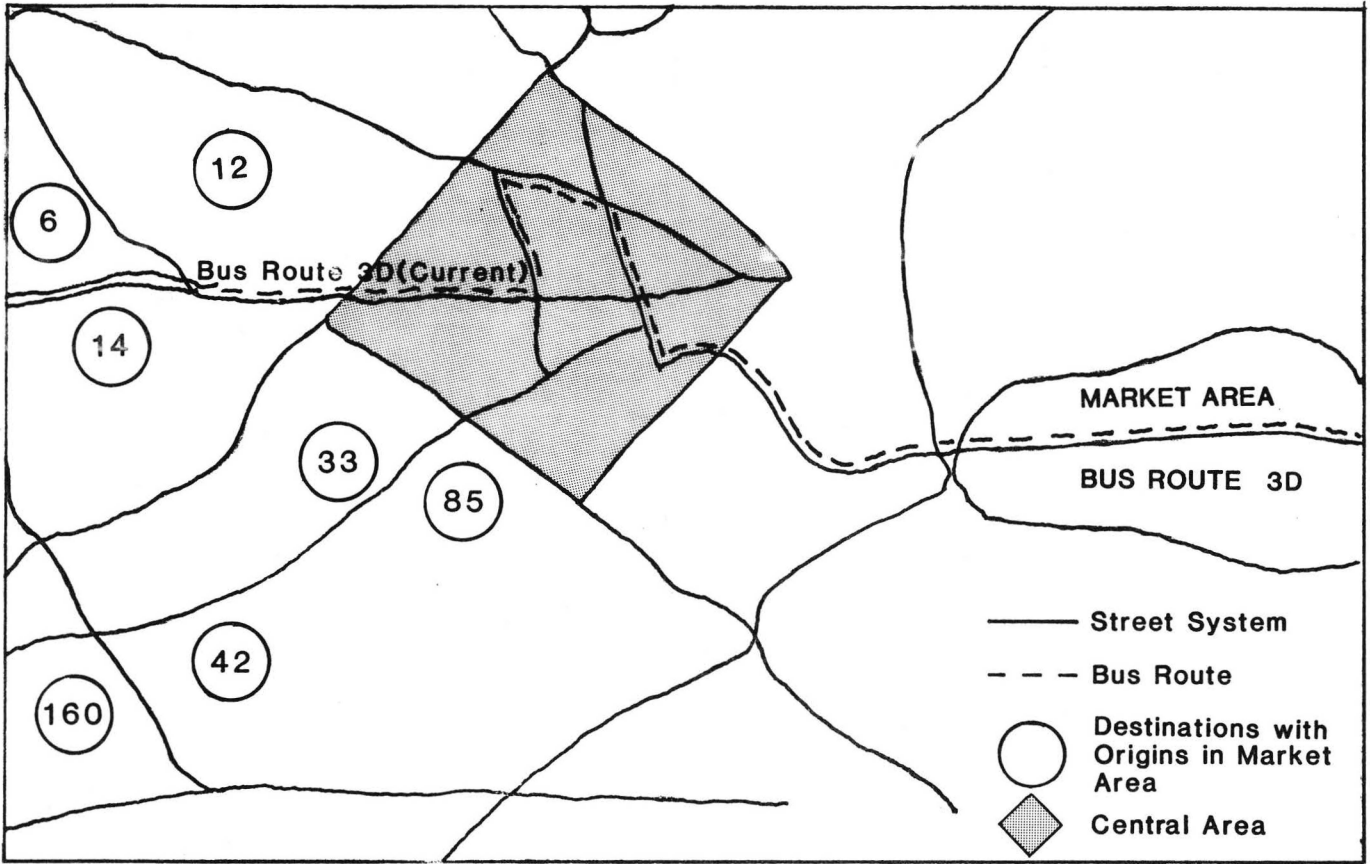 12
6
Bus Route 3D(Current)
14
MARKET AREA
33
BUS ROUTE 3D
85
Street System
42
Bus Route
160
Destinations with
Origins in Market
Area
Central Area